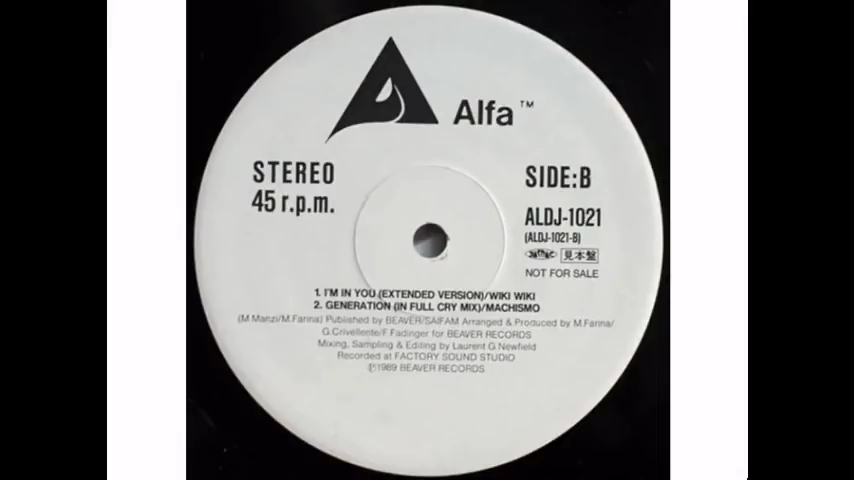 Alfa™
STEREO
45 r.p.m.
SIDE:B
ALDJ-1021
(ALDJ-1021-B)
見本盤
NOT FOR SALE
1. I'M IN YOU (EXTENDED VERSION)/WIKI WIKI
2. GENERATION (IN FULL CRY MIX)/MACHISMO
(M.Manzi/M.Farina) Published by BEAVER/SAIFAM Arranged & Produced by M.Farina/
G.Crivellente/F.Fadinger for BEAVER RECORDS
Mixing, Sampling & Editing by Laurent G.Newfield
Recorded at FACTORY SOUND STUDIO
℗1989 BEAVER RECORDS